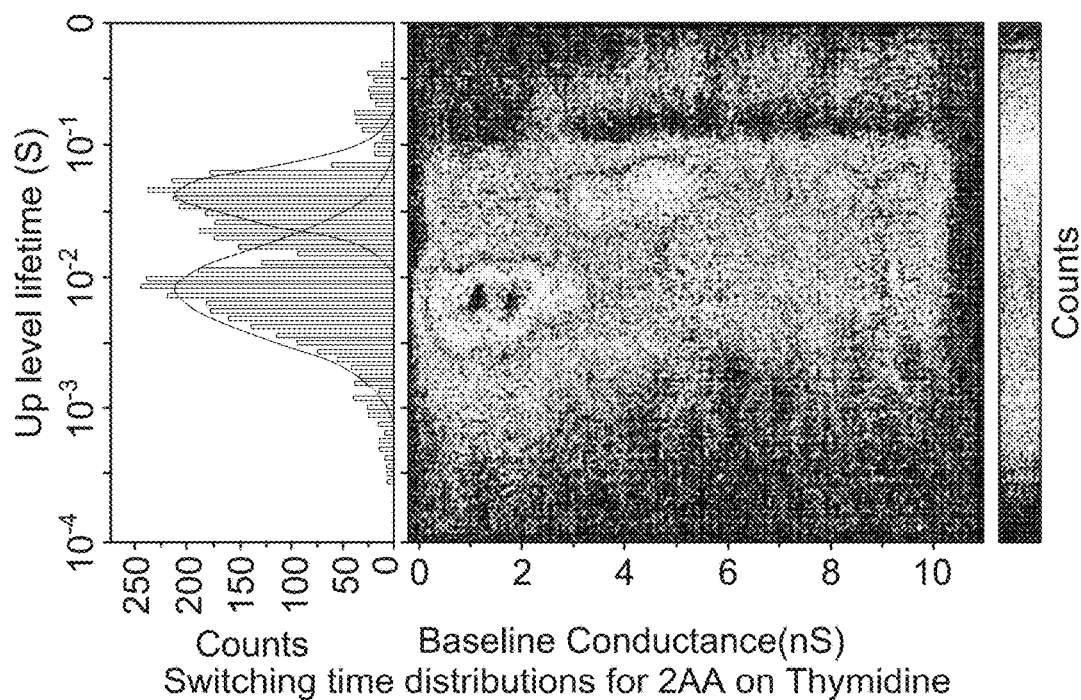 Up level lifetime (S)
0
10-1
10-2
10-3
10-4
250
200
150
100
50
0
0 2 4 6 8 10
Counts
Counts Baseline Conductance(nS)
Switching time distributions for 2AA on Thymidine